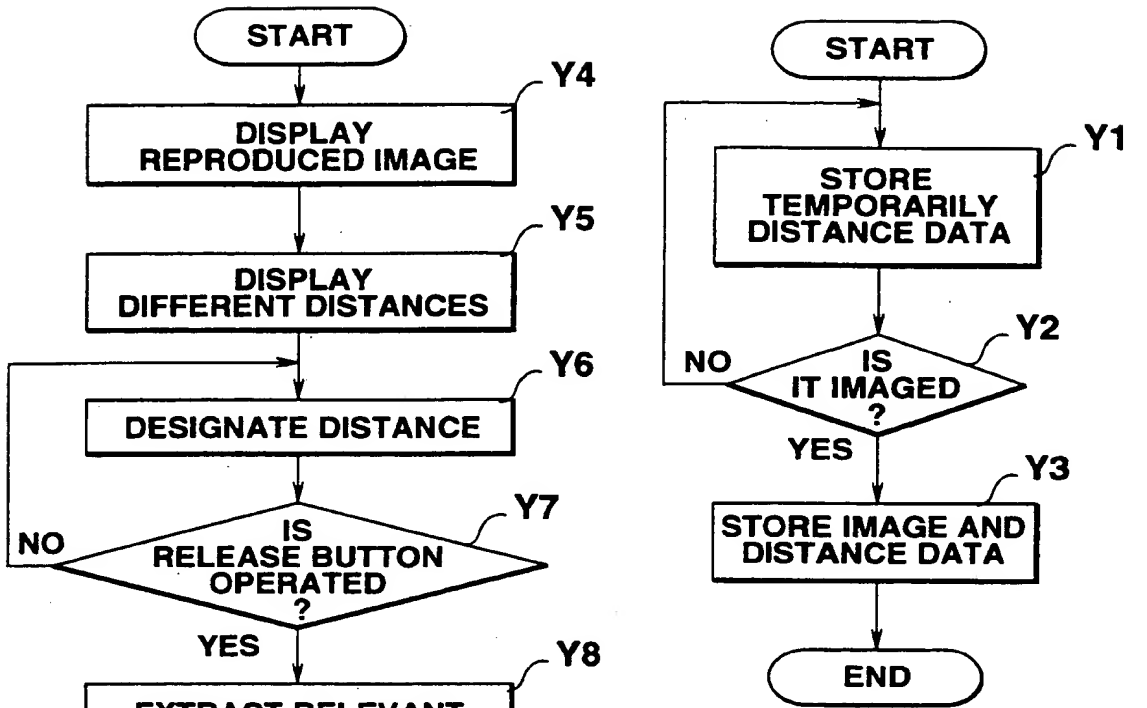 START
Y4
DISPLAY
REPRODUCED IMAGE
Y5
DISPLAY
DIFFERENT DISTANCES
Y6
DESIGNATE DISTANCE
Y7
IS
RELEASE BUTTON
OPERATED
?
NO
YES
Y8
EXTRACT RELEVANT
START
Y1
STORE
TEMPORARILY
DISTANCE DATA
Y2
IS
IT IMAGED
?
NO
YES
Y3
STORE IMAGE AND
DISTANCE DATA
END